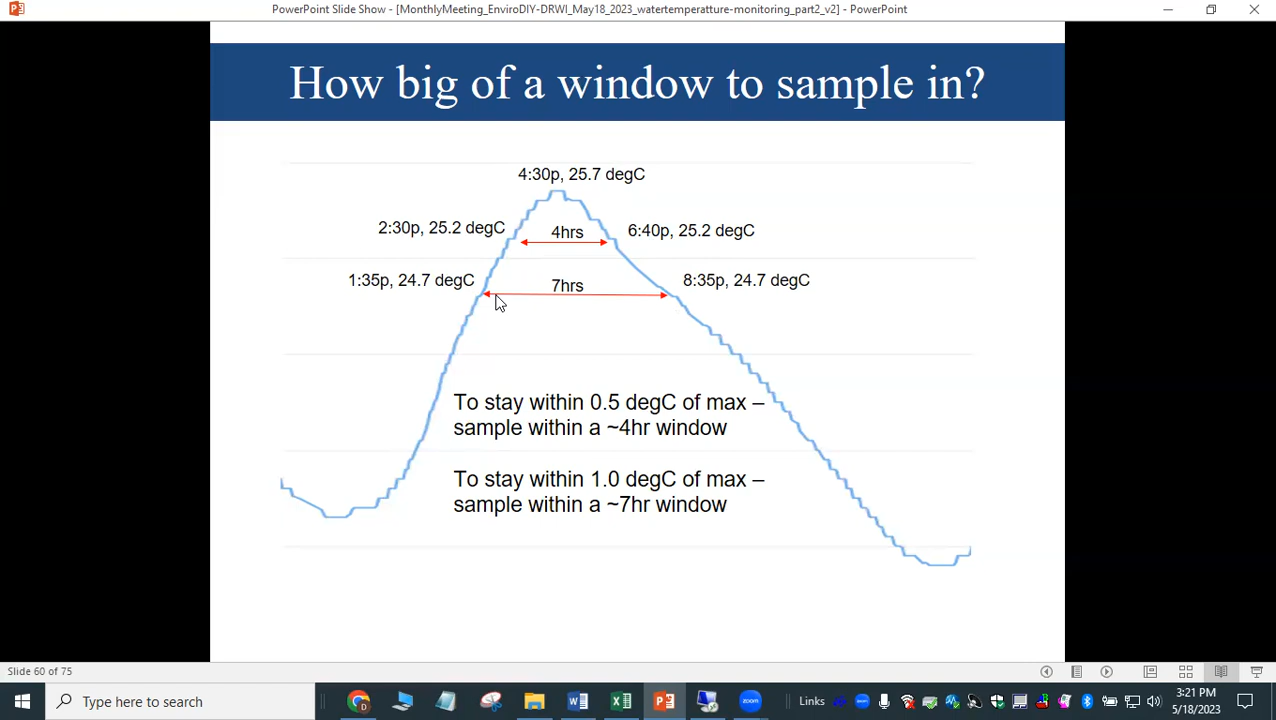 PowerPoint Slide Show - [MonthlyMeeting_EnviroDIY-DRWI_May18_2023_watertemperatture-monitoring_part2_v2] - PowerPoint
How big of a window to sample in?
4:30p, 25.7 degC
2:30p, 25.2 degC
4hrs
6:40p, 25.2 degC
1:35p, 24.7 degC
7hrs
8:35p, 24.7 degC
To stay within 0.5 degC of max –
sample within a ~4hr window
To stay within 1.0 degC of max –
sample within a ~7hr window
Slide 60 of 75
Type here to search
Links
zoom
3:21 PM
5/18/2023